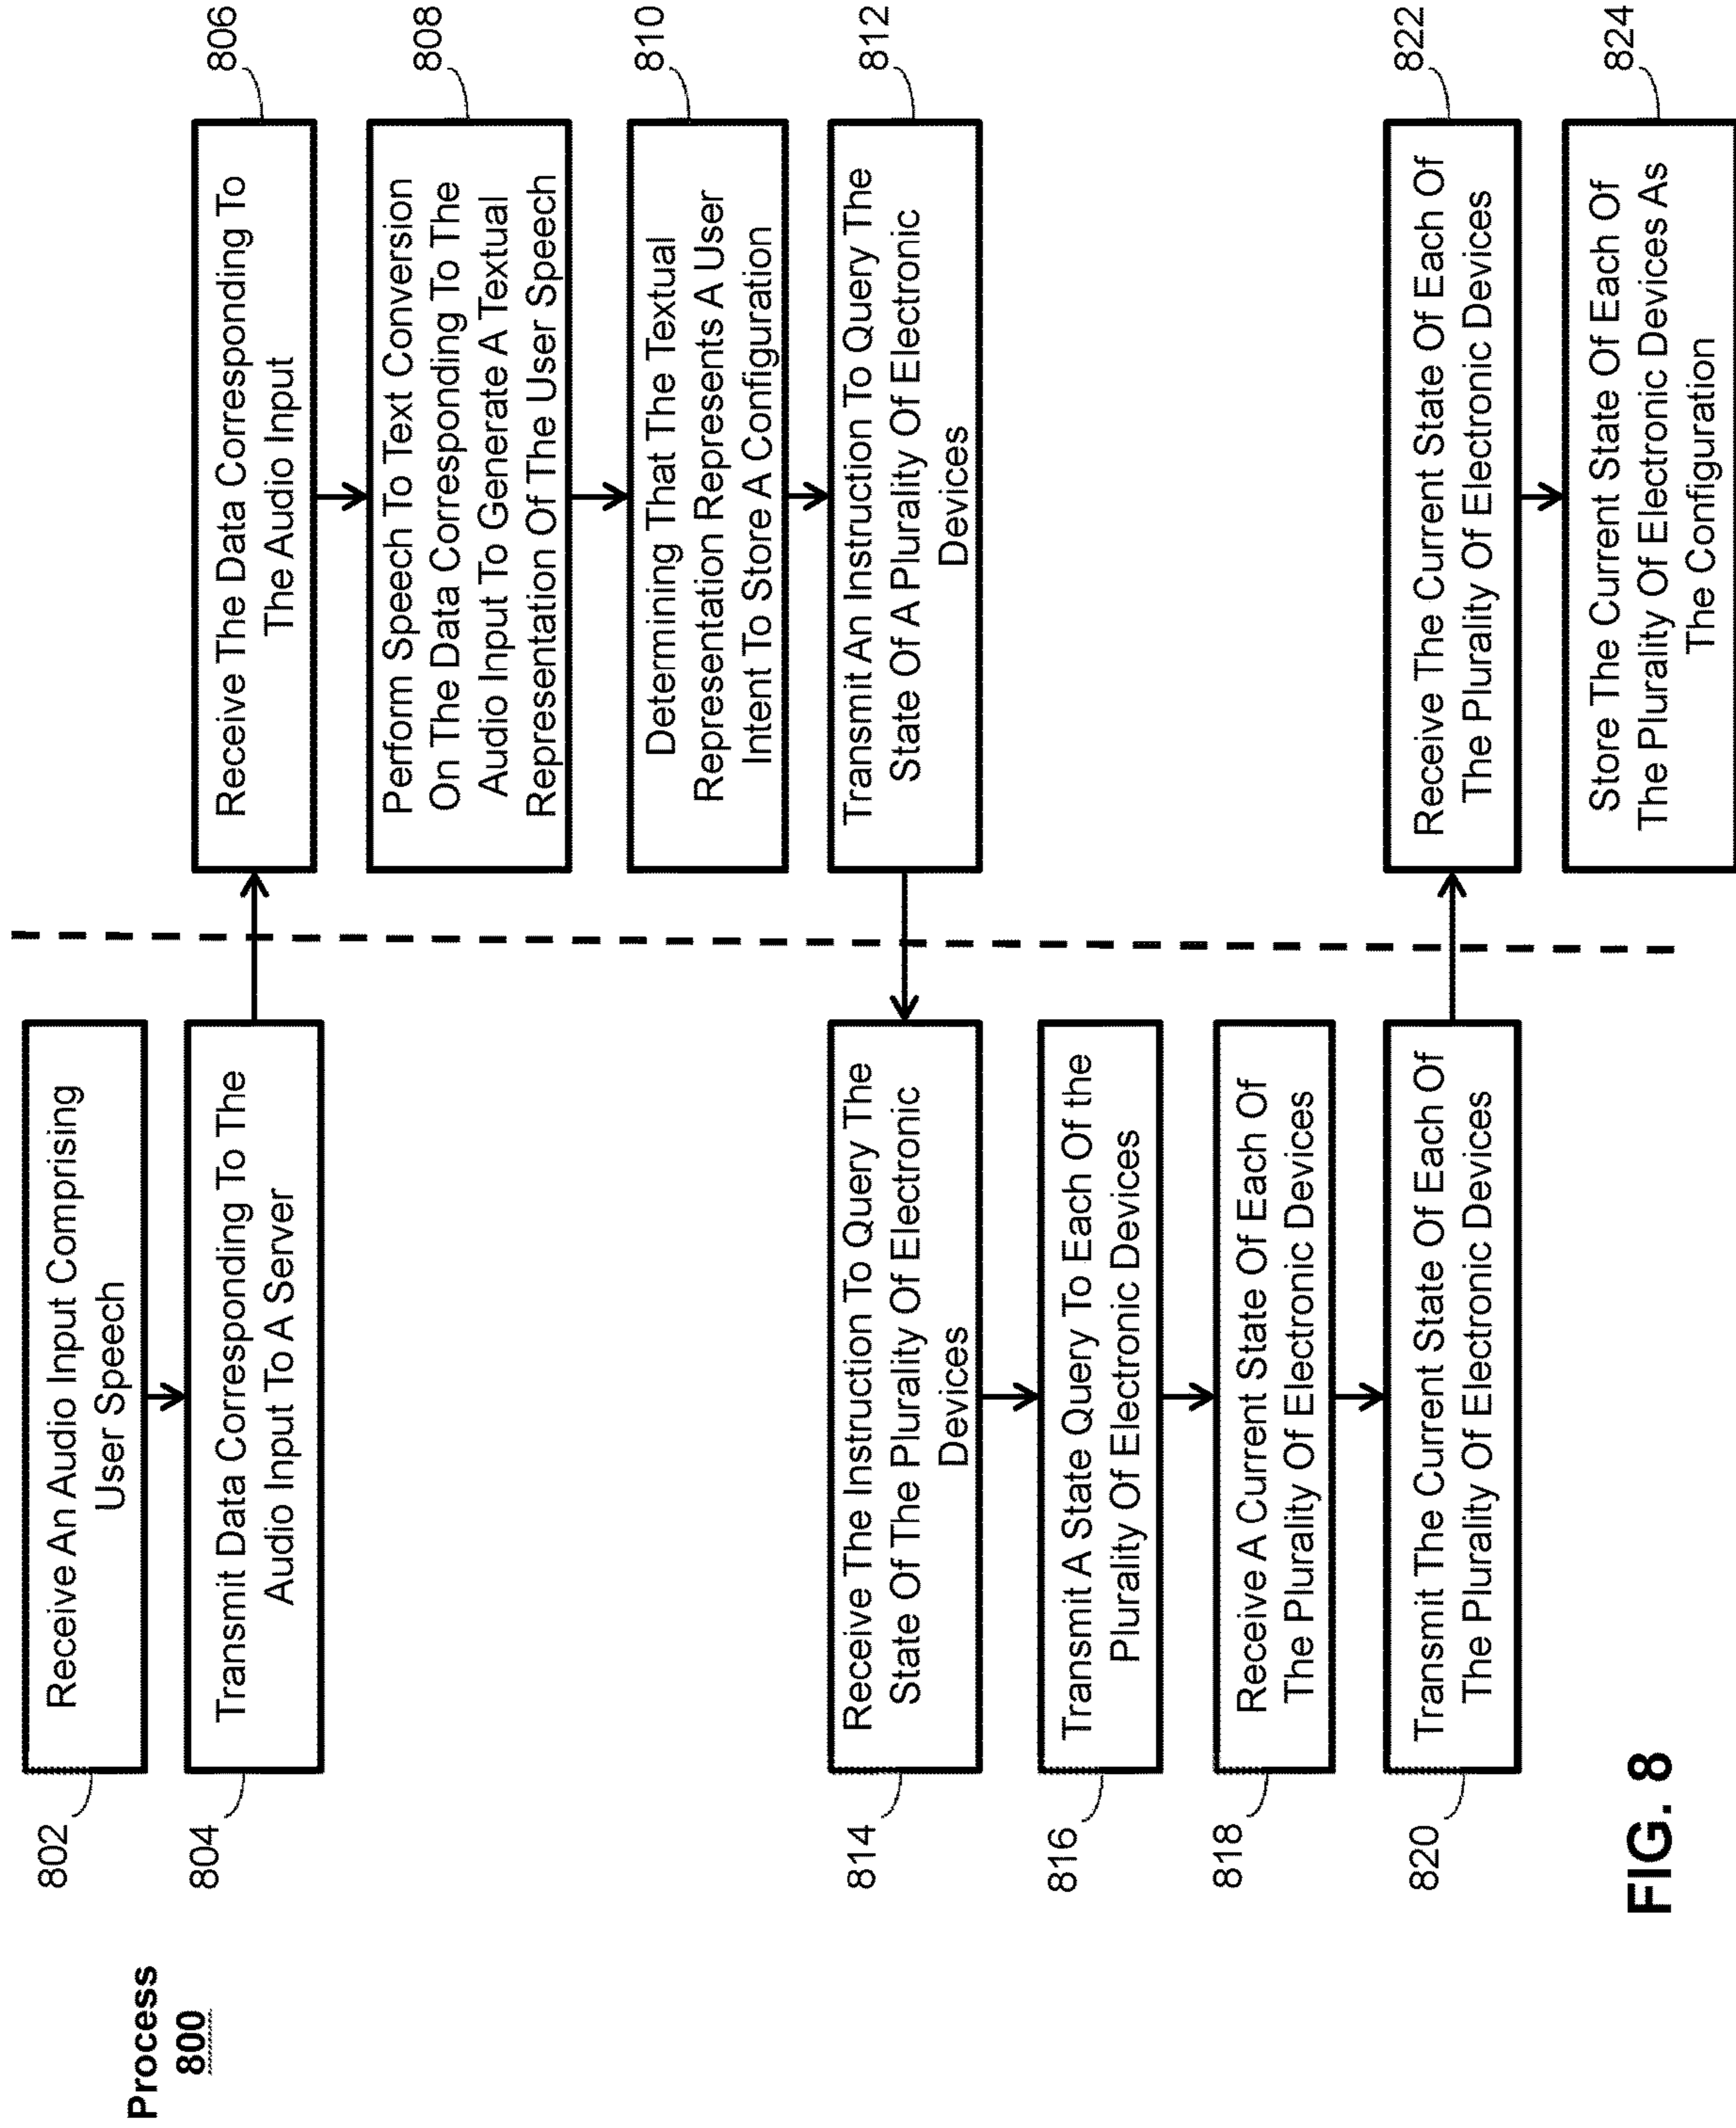 Process
800
802
Receive An Audio Input Comprising
User Speech
804
Transmit Data Corresponding To The
Audio Input To A Server
806
Receive The Data Corresponding To
The Audio Input
808
Perform Speech To Text Conversion
On The Data Corresponding To The
Audio Input To Generate A Textual
Representation Of The User Speech
810
Determining That The Textual
Representation Represents A User
Intent To Store A Configuration
812
Transmit An Instruction To Query The
State Of A Plurality Of Electronic
Devices
814
Receive The Instruction To Query The
State Of The Plurality Of Electronic
Devices
816
Transmit A State Query To Each Of the
Plurality Of Electronic Devices
818
Receive A Current State Of Each Of
The Plurality Of Electronic Devices
820
Transmit The Current State Of Each Of
The Plurality Of Electronic Devices
822
Receive The Current State Of Each Of
The Plurality Of Electronic Devices
824
Store The Current State Of Each Of
The Plurality Of Electronic Devices As
The Configuration
FIG. 8